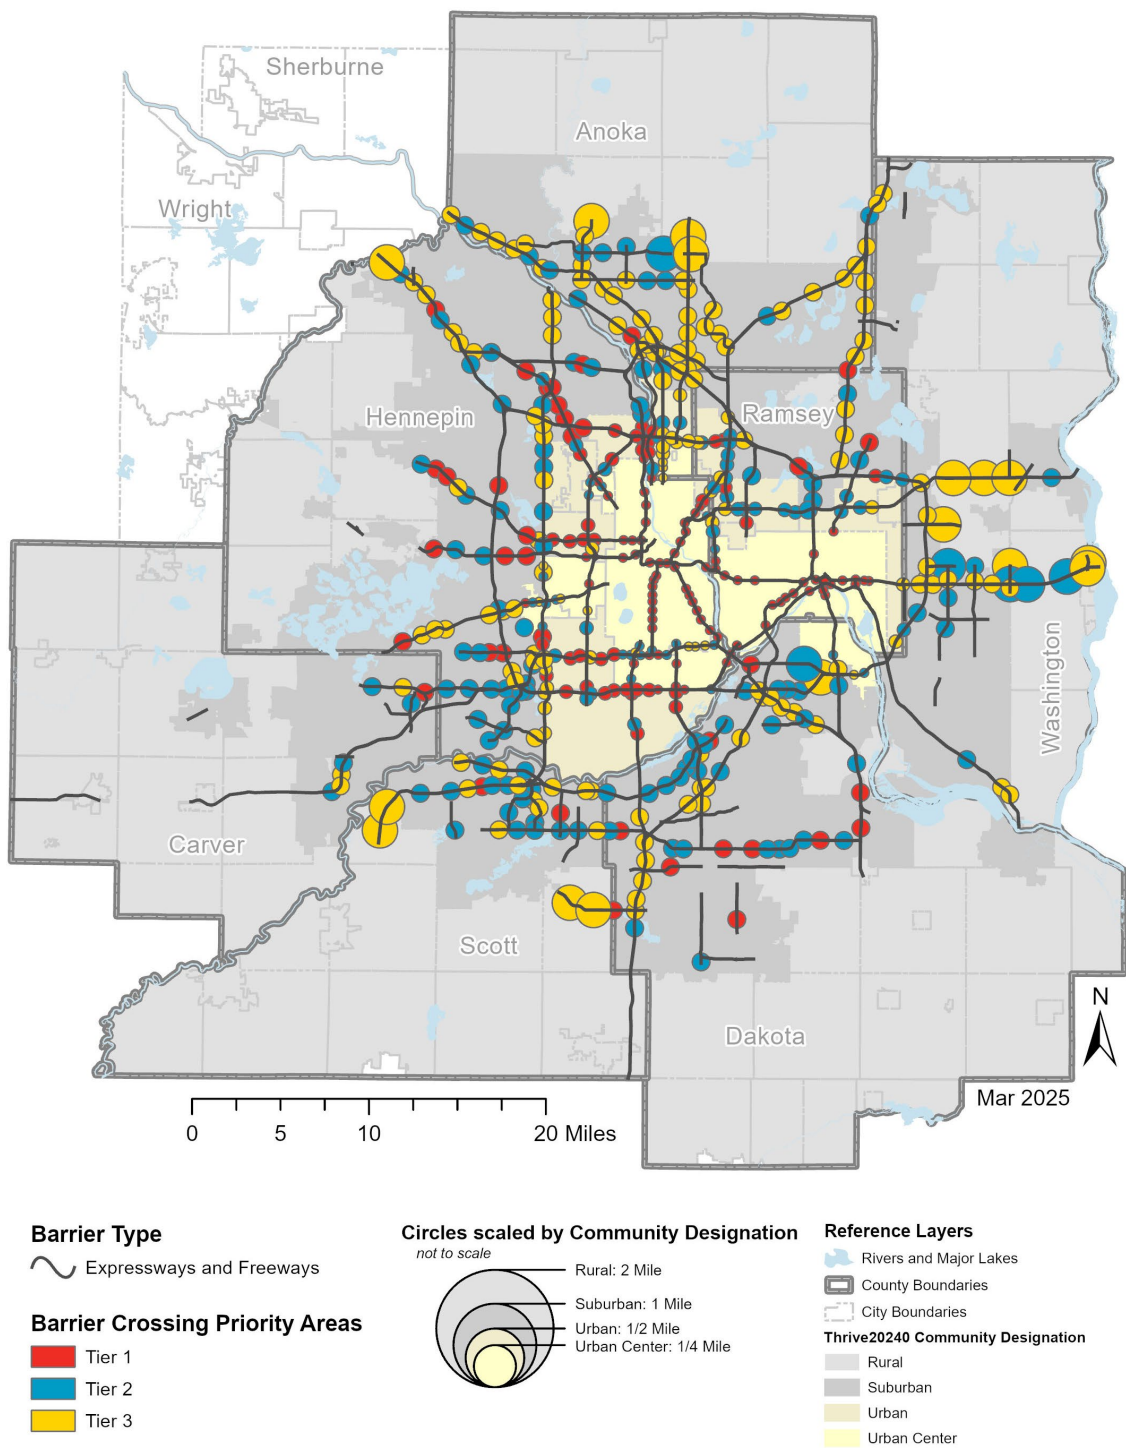 Sherburne
Anoka
Wright
Hennepin
Ramsey
Washington
Carver
Scott
Dakota
N
Mar 2025
0 5 10 20 Miles
Barrier Type
Expressways and Freeways
Barrier Crossing Priority Areas
Tier 1
Tier 2
Tier 3
Circles scaled by Community Designation
not to scale
Rural: 2 Mile
Suburban: 1 Mile
Urban: 1/2 Mile
Urban Center: 1/4 Mile
Reference Layers
Rivers and Major Lakes
County Boundaries
City Boundaries
Thrive20240 Community Designation
Rural
Suburban
Urban
Urban Center